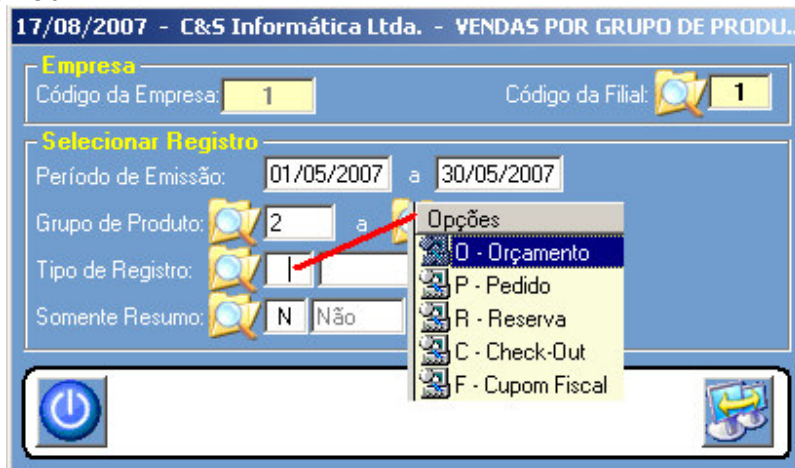 17/08/2007 - C&S Informática Ltda. - VENDAS POR GRUPO DE PRODU..
Empresa
Código da Empresa: 1 Código da Filial: 1
Selecionar Registro
Período de Emissão: 01/05/2007 a 30/05/2007
Grupo de Produto: 2 a
Tipo de Registro:
Somente Resumo: N Não
Opções
O - Orçamento
P - Pedido
R - Reserva
C - Check-Out
F - Cupom Fiscal